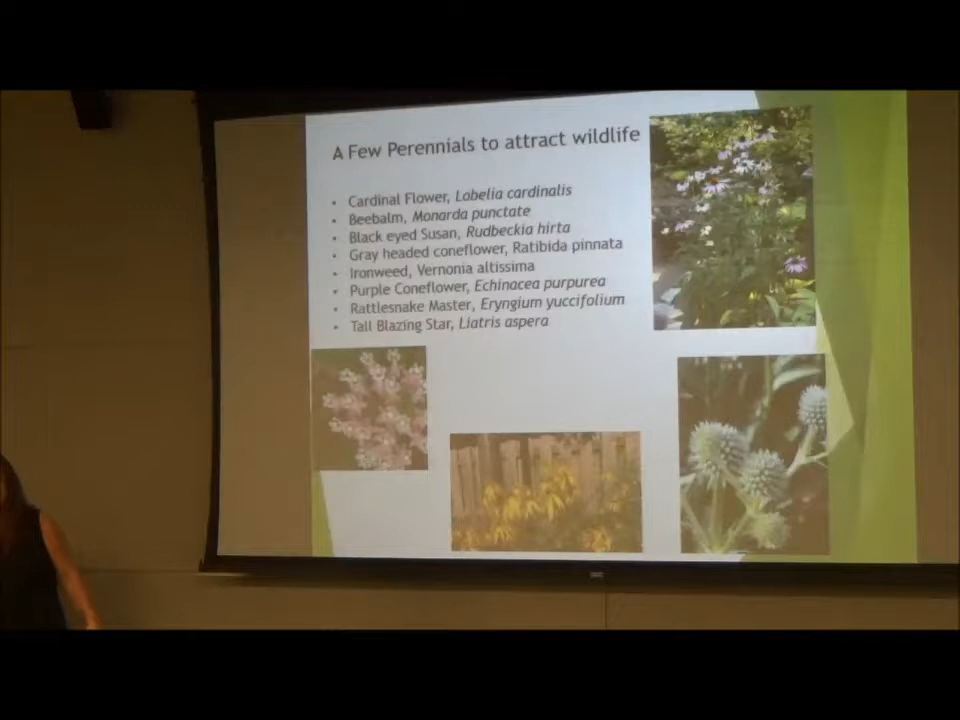 A Few Perennials to attract wildlife
• Cardinal Flower, Lobelia cardinalis
• Beebalm, Monarda punctate
• Black eyed Susan, Rudbeckia hirta
• Gray headed coneflower, Ratibida pinnata
• Ironweed, Vernonia altissima
• Purple Coneflower, Echinacea purpurea
• Rattlesnake Master, Eryngium yuccifolium
• Tall Blazing Star, Liatris aspera